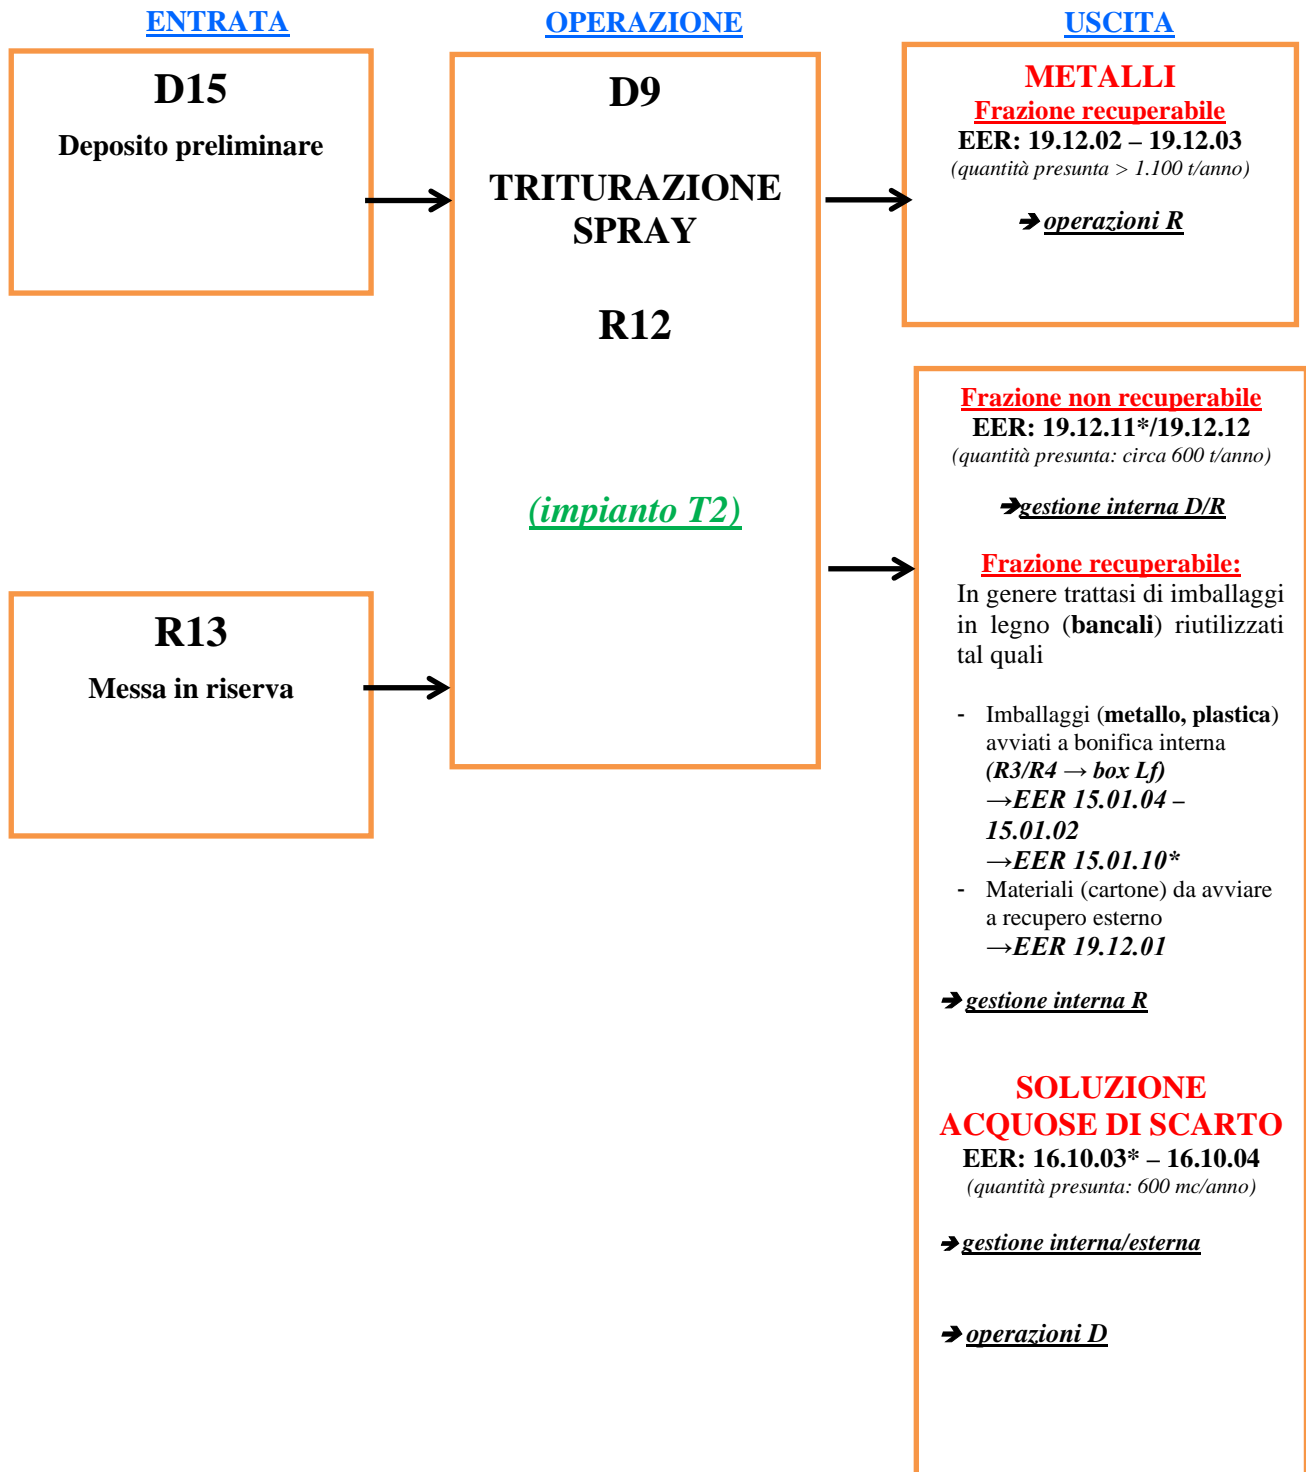 ENTRATA
OPERAZIONE
USCITA
D15
Deposito preliminare
R13
Messa in riserva
D9
TRITURAZIONE
SPRAY
R12
(impianto T2)
METALLI
Frazione recuperabile
EER: 19.12.02 – 19.12.03
(quantità presunta > 1.100 t/anno)
➔ operazioni R
Frazione non recuperabile
EER: 19.12.11*/19.12.12
(quantità presunta: circa 600 t/anno)
➔gestione interna D/R
Frazione recuperabile:
In genere trattasi di imballaggi
in legno (bancali) riutilizzati
tal quali
- Imballaggi (metallo, plastica)
avviati a bonifica interna
(R3/R4 → box Lf)
→EER 15.01.04 –
15.01.02
→EER 15.01.10*
- Materiali (cartone) da avviare
a recupero esterno
→EER 19.12.01
➔ gestione interna R
SOLUZIONE
ACQUOSE DI SCARTO
EER: 16.10.03* – 16.10.04
(quantità presunta: 600 mc/anno)
➔ gestione interna/esterna
➔ operazioni D